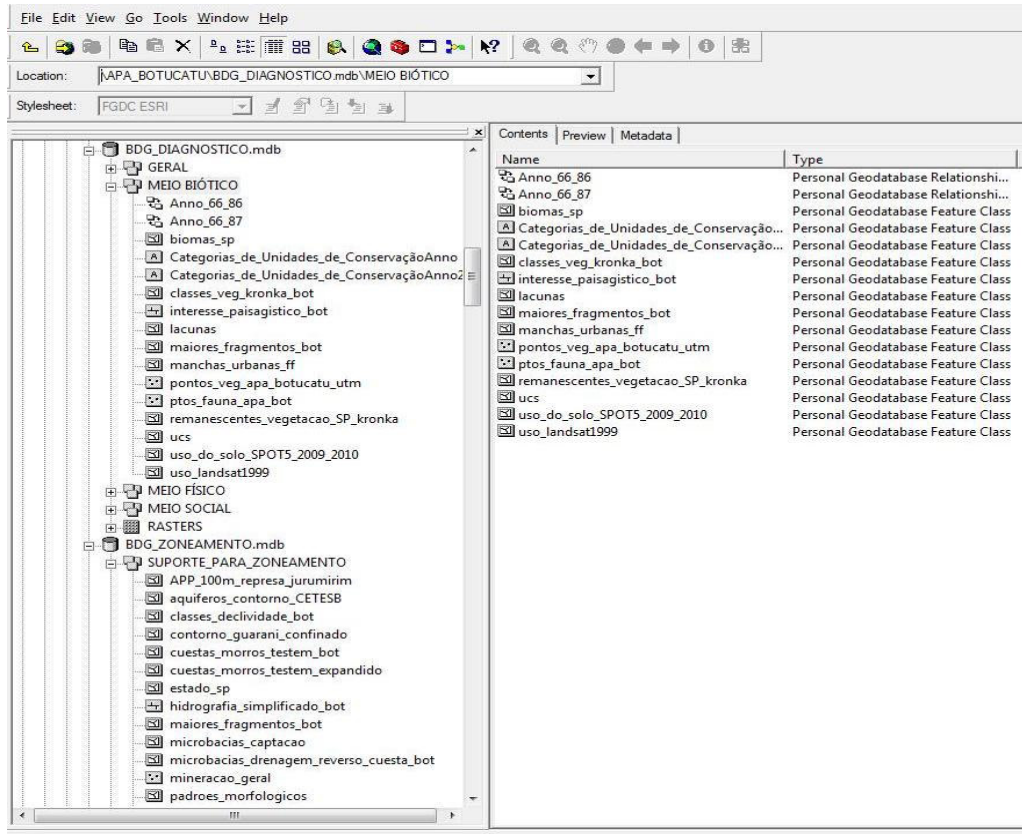 File Edit View Go Tools Window Help
Location: \APA_BOTUCATU\BDG_DIAGNOSTICO.mdb\MEIO BIÓTICO
Stylesheet: FGDC ESRI
BDG_DIAGNOSTICO.mdb
GERAL
MEIO BIÓTICO
Anno_66_86
Anno_66_87
biomas_sp
Categorias_de_Unidades_de_ConservaçãoAnno
Categorias_de_Unidades_de_ConservaçãoAnno2
classes_veg_kronka_bot
interesse_paisagistico_bot
lacunas
maiores_fragmentos_bot
manchas_urbanas_ff
pontos_veg_apa_botucatu_utm
ptos_fauna_apa_bot
remanescentes_vegetacao_SP_kronka
ucs
uso_do_solo_SPOT5_2009_2010
uso_landsat1999
MEIO FÍSICO
MEIO SOCIAL
RASTERS
BDG_ZONEAMENTO.mdb
SUPORTE_PARA_ZONEAMENTO
APP_100m_represa_jurumirim
aquiferos_contorno_CETESB
classes_declividade_bot
contorno_guarani_confinado
cuestas_morros_testem_bot
cuestas_morros_testem_expandido
estado_sp
hidrografia_simplificado_bot
maiores_fragmentos_bot
microbacias_captacao
microbacias_drenagem_reverso_cuesta_bot
mineracao_geral
padroes_morfologicos
Contents Preview Metadata
Name Type
Anno_66_86 Personal Geodatabase Relationshi...
Anno_66_87 Personal Geodatabase Relationshi...
biomas_sp Personal Geodatabase Feature Class
Categorias_de_Unidades_de_Conservação... Personal Geodatabase Feature Class
Categorias_de_Unidades_de_Conservação... Personal Geodatabase Feature Class
classes_veg_kronka_bot Personal Geodatabase Feature Class
interesse_paisagistico_bot Personal Geodatabase Feature Class
lacunas Personal Geodatabase Feature Class
maiores_fragmentos_bot Personal Geodatabase Feature Class
manchas_urbanas_ff Personal Geodatabase Feature Class
pontos_veg_apa_botucatu_utm Personal Geodatabase Feature Class
ptos_fauna_apa_bot Personal Geodatabase Feature Class
remanescentes_vegetacao_SP_kronka Personal Geodatabase Feature Class
ucs Personal Geodatabase Feature Class
uso_do_solo_SPOT5_2009_2010 Personal Geodatabase Feature Class
uso_landsat1999 Personal Geodatabase Feature Class